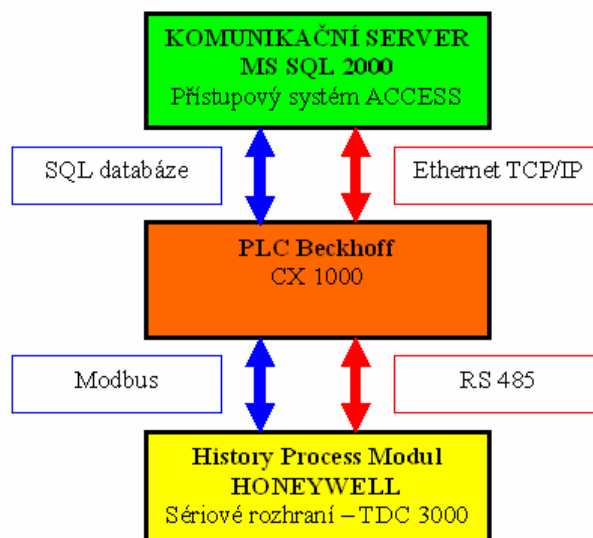 KOMUNIKAČNÍ SERVER
MS SQL 2000
Přístupový systém ACCESS
SQL databáze
Ethernet TCP/IP
PLC Beckhoff
CX 1000
Modbus
RS 485
History Process Modul
HONEYWELL
Sériové rozhraní – TDC 3000